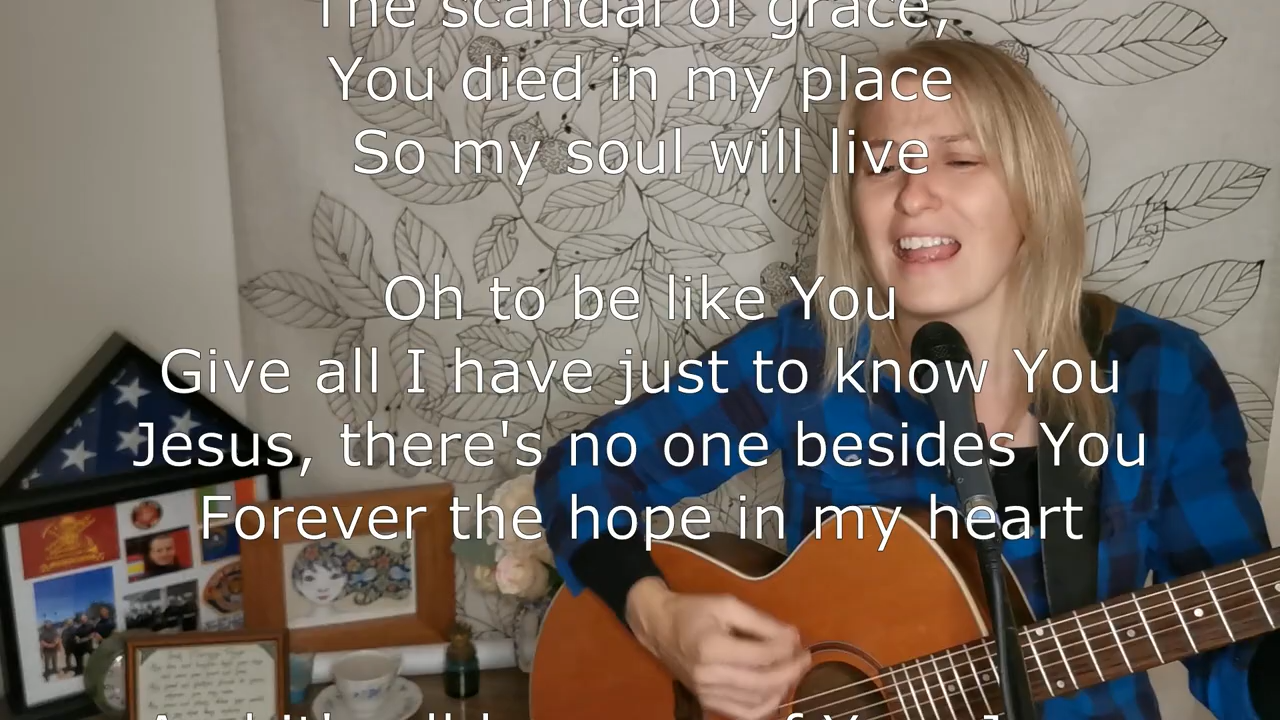 The scandal of grace,
You died in my place
So my soul will live
Oh to be like You
Give all I have just to know You
Jesus, there's no one besides You
Forever the hope in my heart